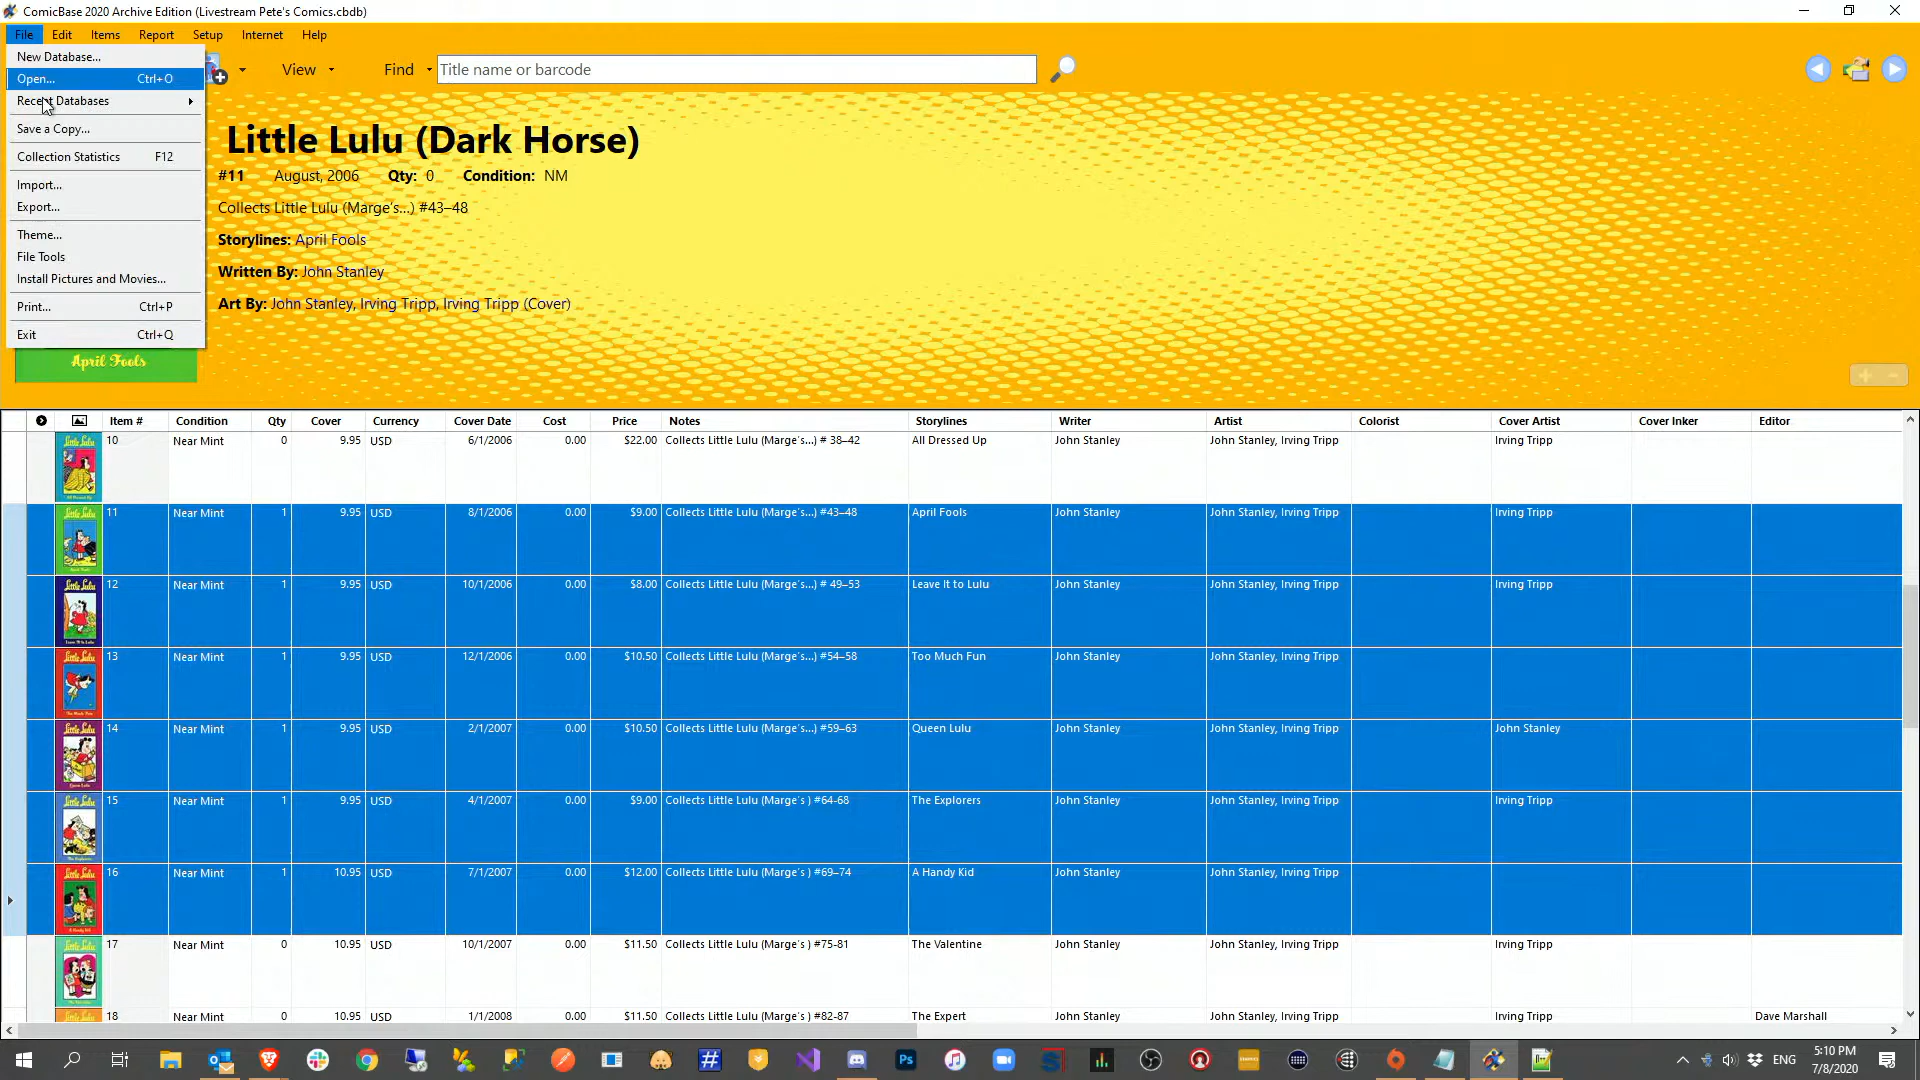 ComicBase 2020 Archive Edition (Livestream Pete's Comics.cbdb)
File Edit Items Report Setup Internet Help
New Database...
Open... Ctrl+O
Recent Databases
Save a Copy...
Collection Statistics F12
Import...
Export...
Theme...
File Tools
Install Pictures and Movies...
Print... Ctrl+P
Exit Ctrl+Q
View Find Title name or barcode
Little Lulu (Dark Horse)
#11 August, 2006 Qty: 0 Condition: NM
Collects Little Lulu (Marge's...) #43–48
Storylines: April Fools
Written By: John Stanley
Art By: John Stanley, Irving Tripp, Irving Tripp (Cover)
April Fools
Item # Condition Qty Cover Currency Cover Date Cost Price Notes Storylines Writer Artist Colorist Cover Artist Cover Inker Editor
10 Near Mint 0 9.95 USD 6/1/2006 0.00 $22.00 Collects Little Lulu (Marge's...) # 38–42 All Dressed Up John Stanley John Stanley, Irving Tripp Irving Tripp
11 Near Mint 1 9.95 USD 8/1/2006 0.00 $9.00 Collects Little Lulu (Marge's...) #43–48 April Fools John Stanley John Stanley, Irving Tripp Irving Tripp
12 Near Mint 1 9.95 USD 10/1/2006 0.00 $8.00 Collects Little Lulu (Marge's...) # 49–53 Leave It to Lulu John Stanley John Stanley, Irving Tripp Irving Tripp
13 Near Mint 1 9.95 USD 12/1/2006 0.00 $10.50 Collects Little Lulu (Marge's...) #54–58 Too Much Fun John Stanley John Stanley, Irving Tripp
14 Near Mint 1 9.95 USD 2/1/2007 0.00 $10.50 Collects Little Lulu (Marge's...) #59–63 Queen Lulu John Stanley John Stanley, Irving Tripp John Stanley
15 Near Mint 1 9.95 USD 4/1/2007 0.00 $9.00 Collects Little Lulu (Marge's ) #64-68 The Explorers John Stanley John Stanley, Irving Tripp Irving Tripp
16 Near Mint 1 10.95 USD 7/1/2007 0.00 $12.00 Collects Little Lulu (Marge's ) #69–74 A Handy Kid John Stanley John Stanley, Irving Tripp
17 Near Mint 0 10.95 USD 10/1/2007 0.00 $11.50 Collects Little Lulu (Marge's ) #75-81 The Valentine John Stanley John Stanley, Irving Tripp Irving Tripp
18 Near Mint 0 10.95 USD 1/1/2008 0.00 $11.50 Collects Little Lulu (Marge's ) #82-87 The Expert John Stanley John Stanley, Irving Tripp Irving Tripp Dave Marshall
ENG 5:10 PM
7/8/2020